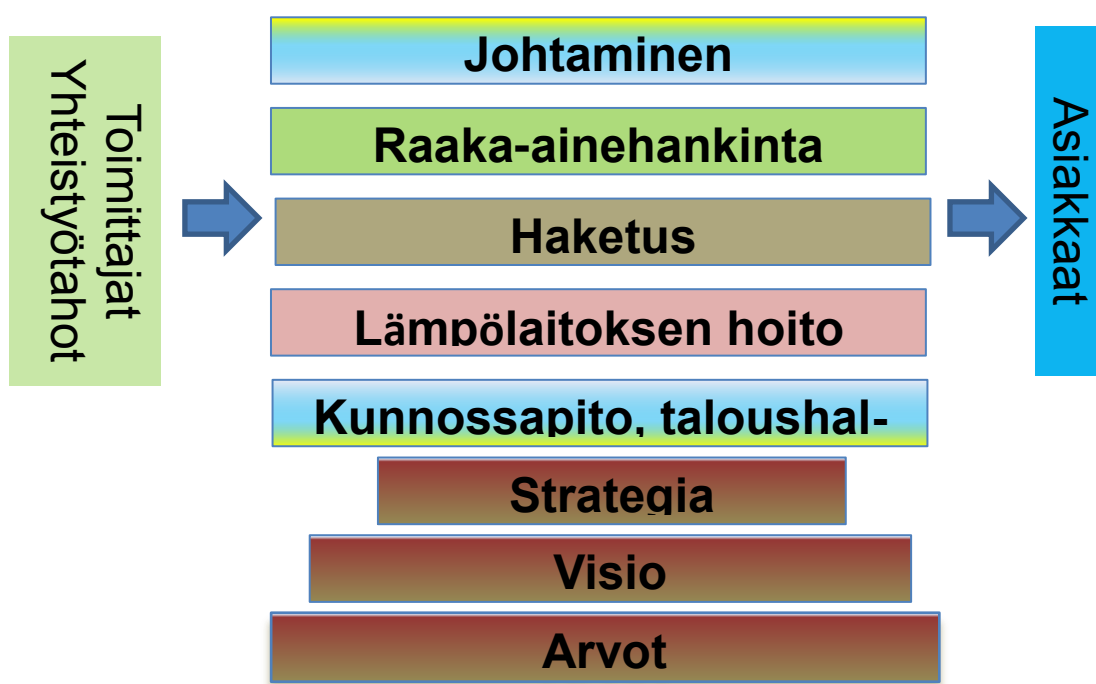 Toimittajat
Yhteistyötahot
Johtaminen
Raaka-ainehankinta
Haketus
Lämpölaitoksen hoito
Kunnossapito, taloushal-
Strategia
Visio
Arvot
Asiakkaat